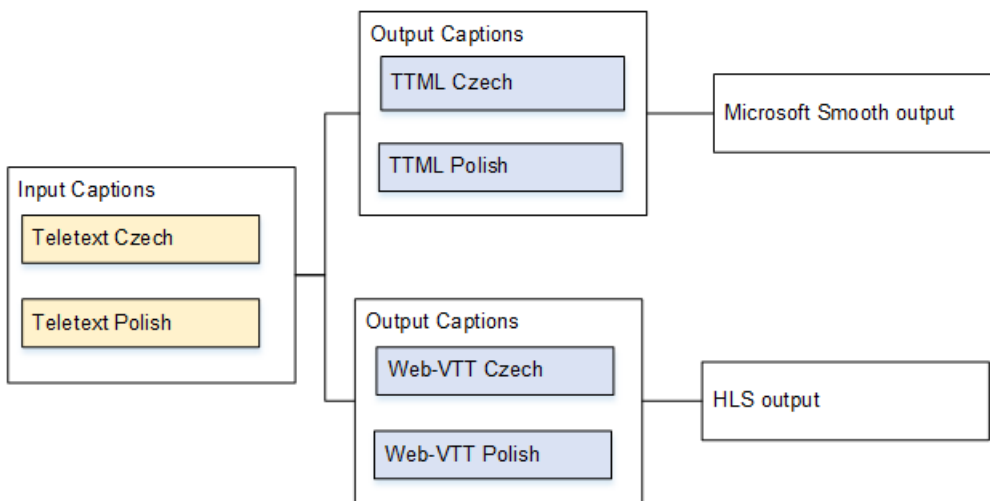 Input Captions
Teletext Czech
Teletext Polish
Output Captions
TTML Czech
TTML Polish
Microsoft Smooth output
Output Captions
Web-VTT Czech
Web-VTT Polish
HLS output